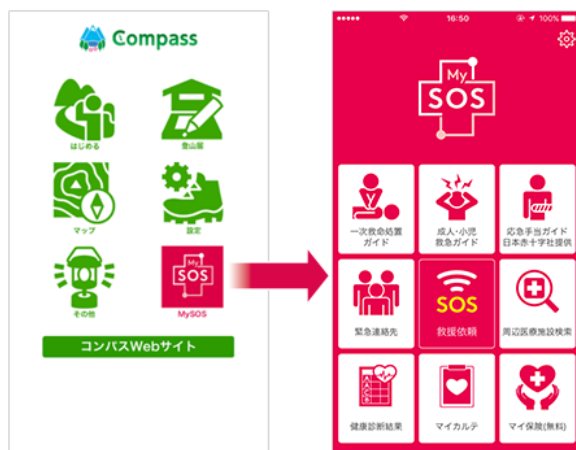 Compass
はじめる
登山届
マップ
設定
その他
My
SOS
MySOS
コンパスWebサイト
16:50
100%
My
SOS
一次救命処置
ガイド
成人・小児
救急ガイド
応急手当ガイド
日本赤十字社提供
緊急連絡先
SOS
救援依頼
周辺医療施設検索
健康診断結果
マイカルテ
マイ保険(無料)